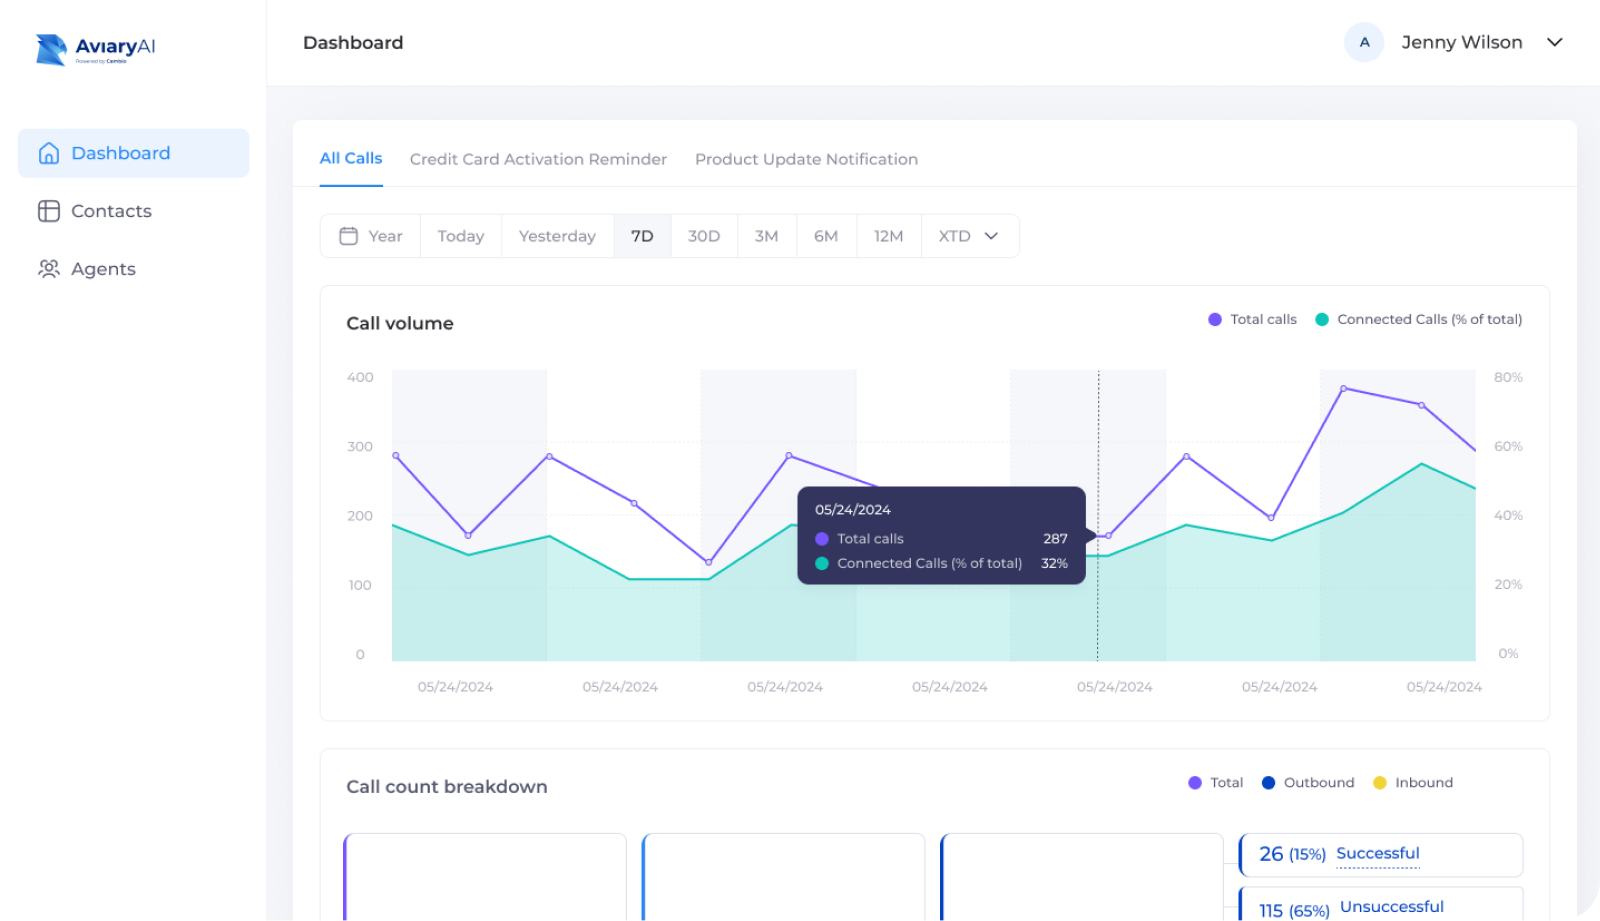 AviaryAI
Powered by Cambio
Dashboard
A
Jenny Wilson
Dashboard
Contacts
Agents
All Calls
Credit Card Activation Reminder
Product Update Notification
Year
Today
Yesterday
7D
30D
3M
6M
12M
XTD
Call volume
Total calls
Connected Calls (% of total)
400
300
200
100
0
80%
60%
40%
20%
0%
05/24/2024
Total calls 287
Connected Calls (% of total) 32%
05/24/2024
05/24/2024
05/24/2024
05/24/2024
05/24/2024
05/24/2024
05/24/2024
Call count breakdown
Total
Outbound
Inbound
26 (15%) Successful
115 (65%) Unsuccessful